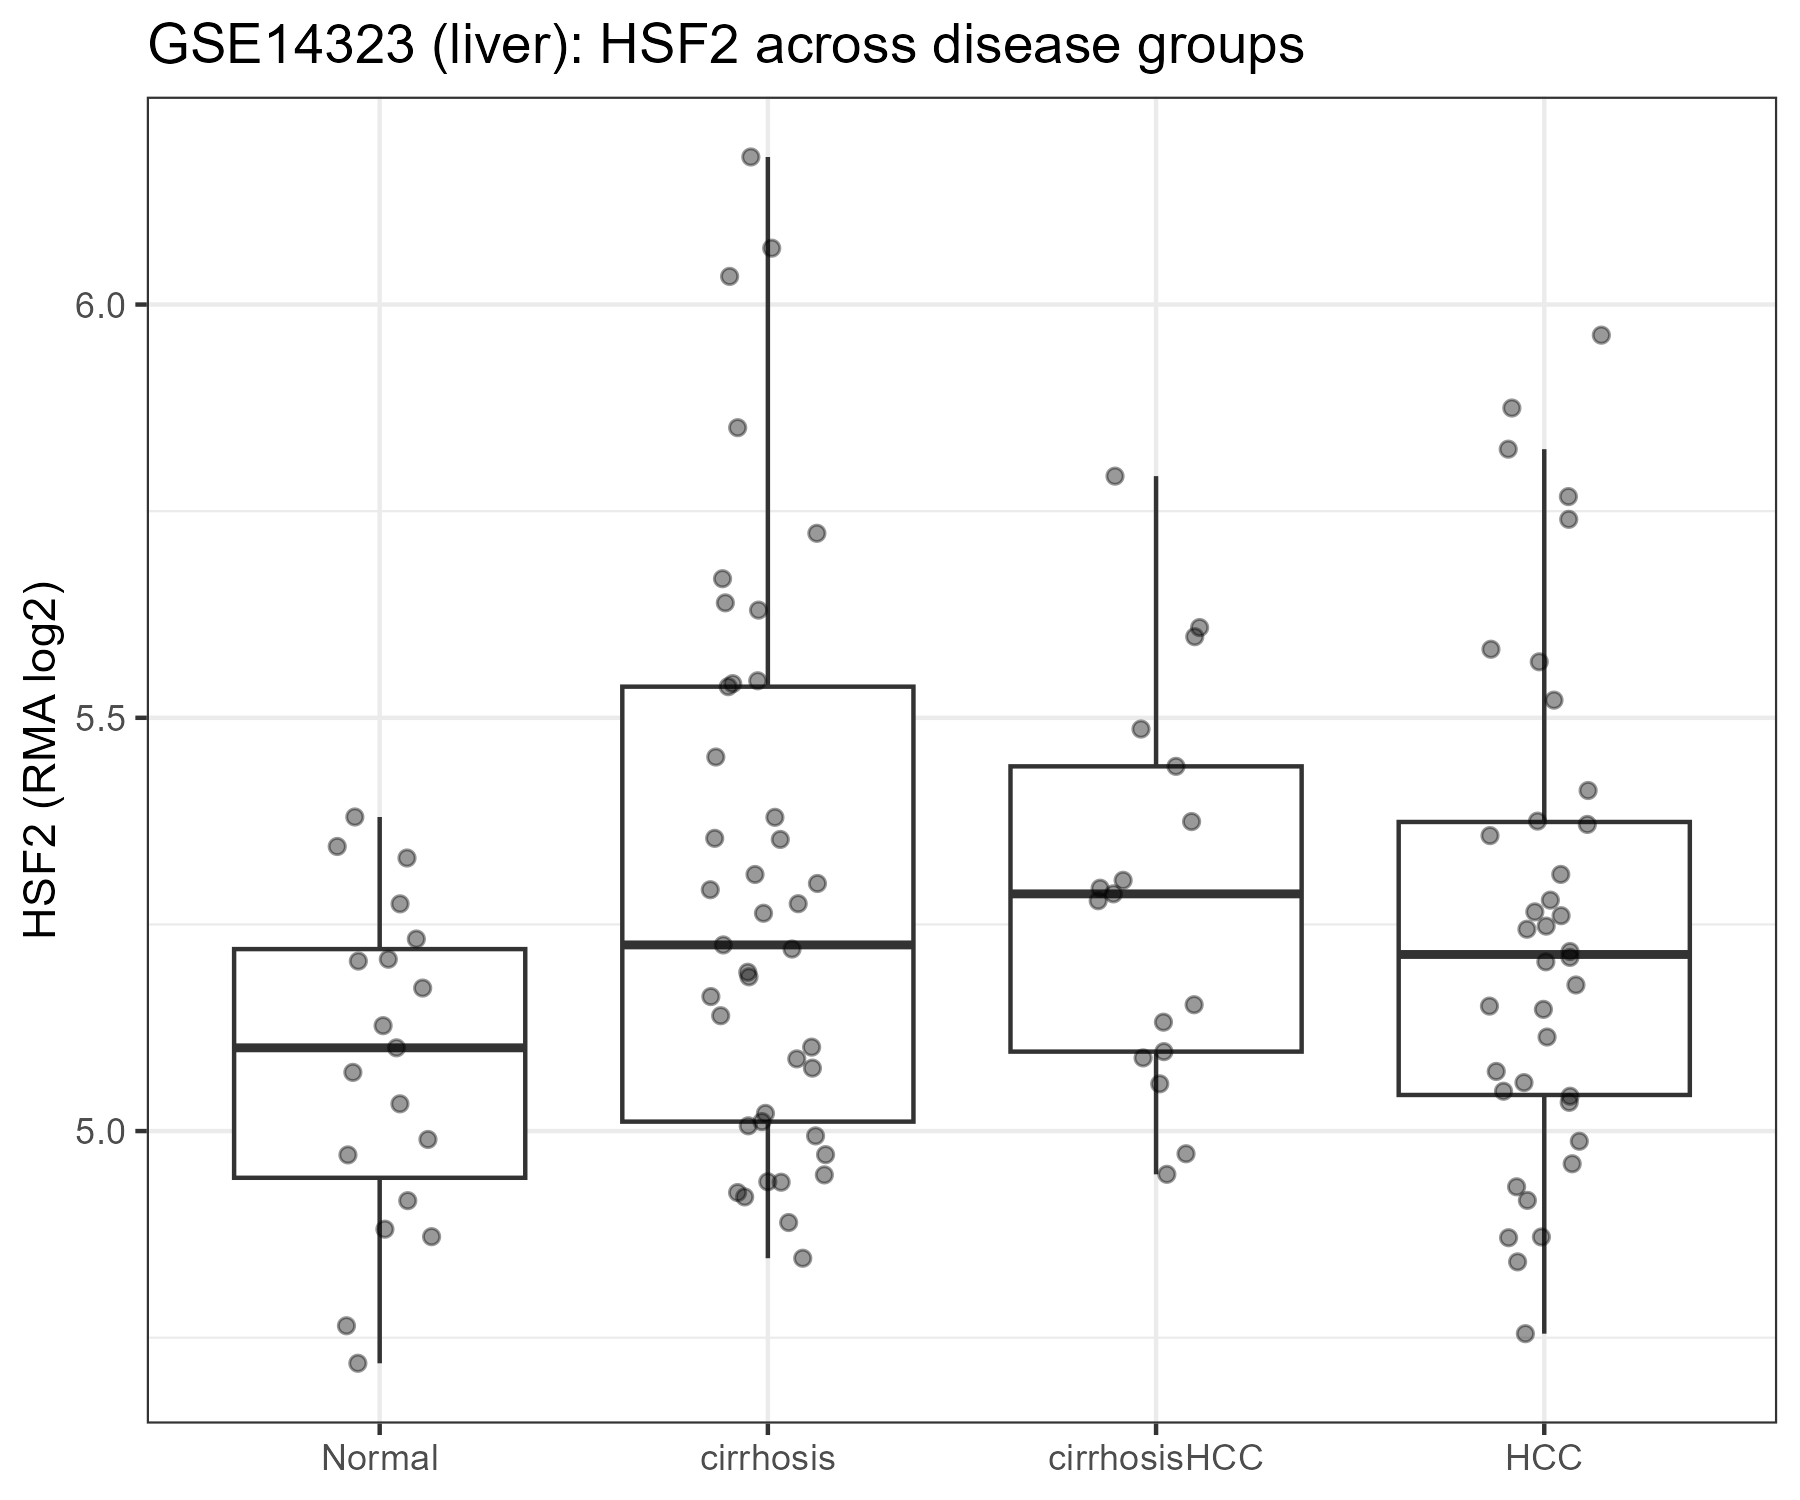 GSE14323 (liver): HSF2 across disease groups
HSF2 (RMA log2)
6.0
5.5
5.0
Normal cirrhosis cirrhosisHCC HCC